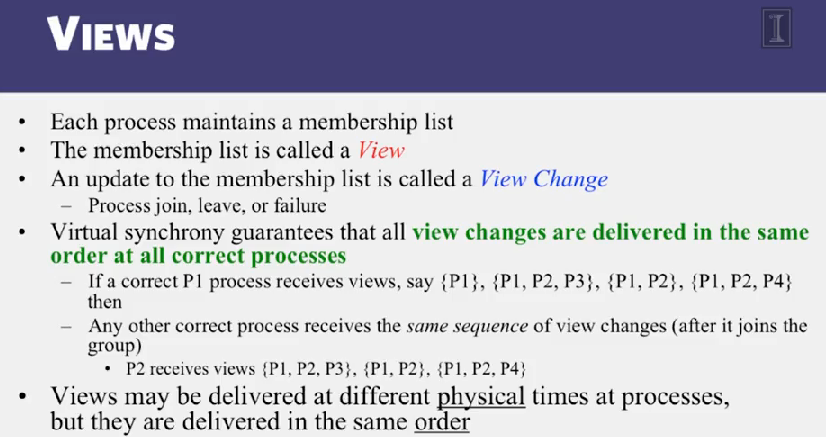 VIEWS
I
• Each process maintains a membership list
• The membership list is called a View
• An update to the membership list is called a View Change
– Process join, leave, or failure
• Virtual synchrony guarantees that all view changes are delivered in the same
order at all correct processes
– If a correct P1 process receives views, say {P1}, {P1, P2, P3}, {P1, P2}, {P1, P2, P4}
then
– Any other correct process receives the same sequence of view changes (after it joins the
group)
• P2 receives views {P1, P2, P3}, {P1, P2}, {P1, P2, P4}
• Views may be delivered at different physical times at processes,
but they are delivered in the same order